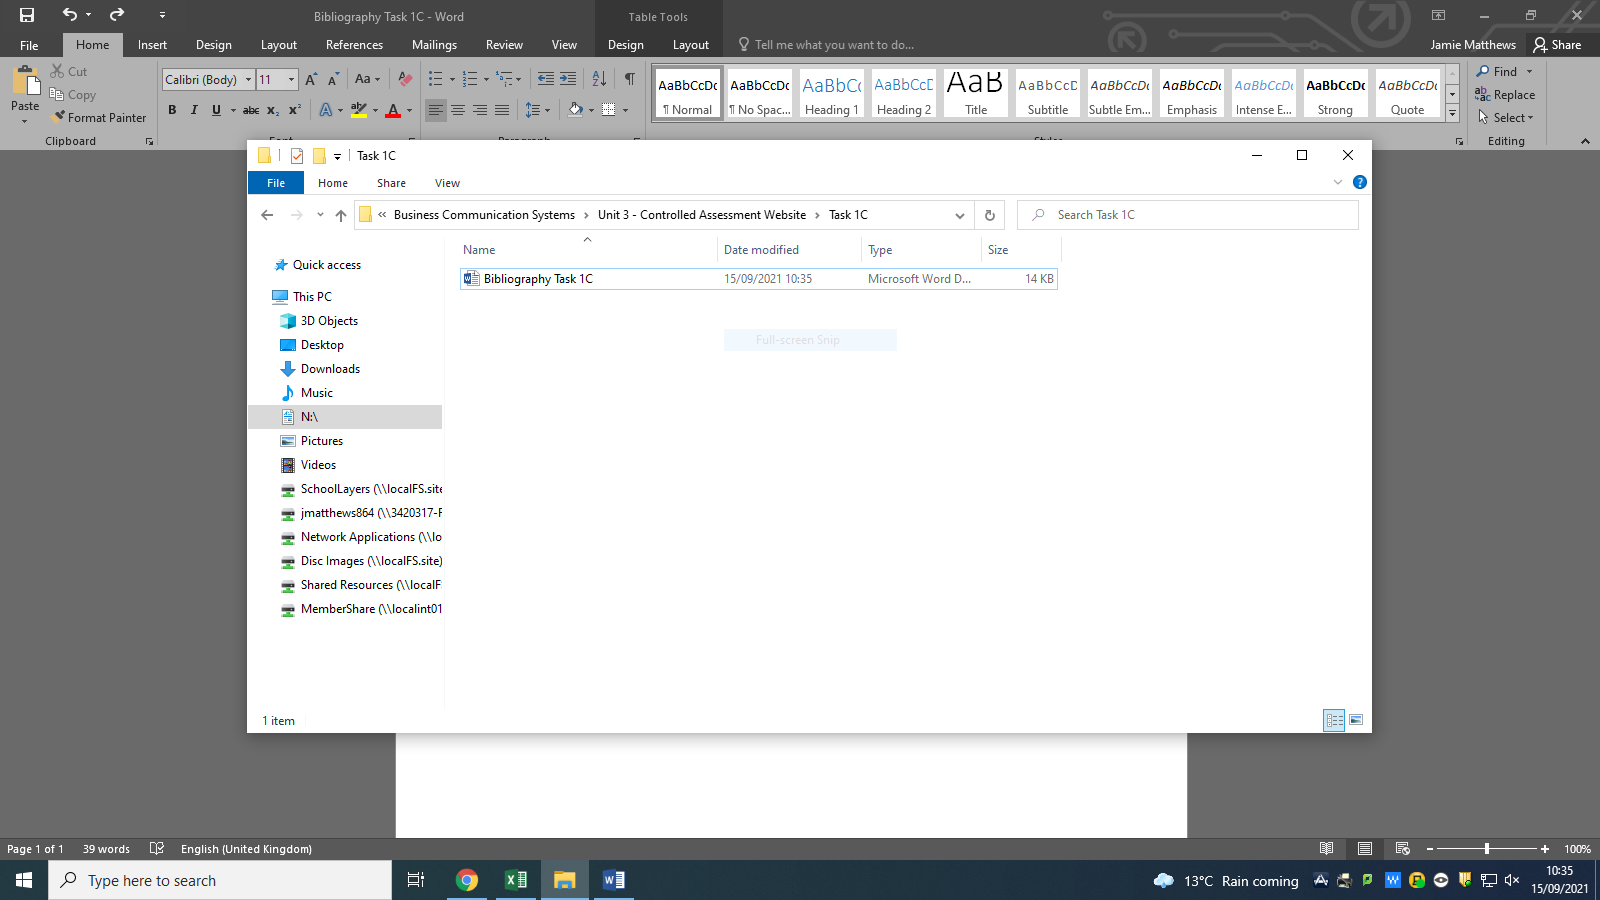 Bibliography Task 1C - Word
Table Tools
File Home Insert Design Layout References Mailings Review View Design Layout Tell me what you want to do... Jamie Matthews Share
Paste
Cut
Copy
Format Painter
Clipboard
Calibri (Body) 11
Styles
AaBbCcDc AaBbCcDc AaBbCc AaBbCcD AaB AaBbCcD AaBbCcDc AaBbCcDc AaBbCcDc AaBbCcDc AaBbCcDc
¶ Normal ¶ No Spac... Heading 1 Heading 2 Title Subtitle Subtle Em... Emphasis Intense E... Strong Quote
Find
Replace
Select
Editing
Task 1C
File Home Share View
« Business Communication Systems › Unit 3 - Controlled Assessment Website › Task 1C
Search Task 1C
Name Date modified Type Size
Bibliography Task 1C 15/09/2021 10:35 Microsoft Word D... 14 KB
Full-screen Snip
Quick access
This PC
3D Objects
Desktop
Downloads
Music
N:\
Pictures
Videos
SchoolLayers (\\localFS.site
jmatthews864 (\\3420317-F
Network Applications (\\lo
Disc Images (\\localFS.site)
Shared Resources (\\localF
MemberShare (\\localint01
1 item
Page 1 of 1 39 words English (United Kingdom) 100%
Type here to search
13°C Rain coming
10:35
15/09/2021